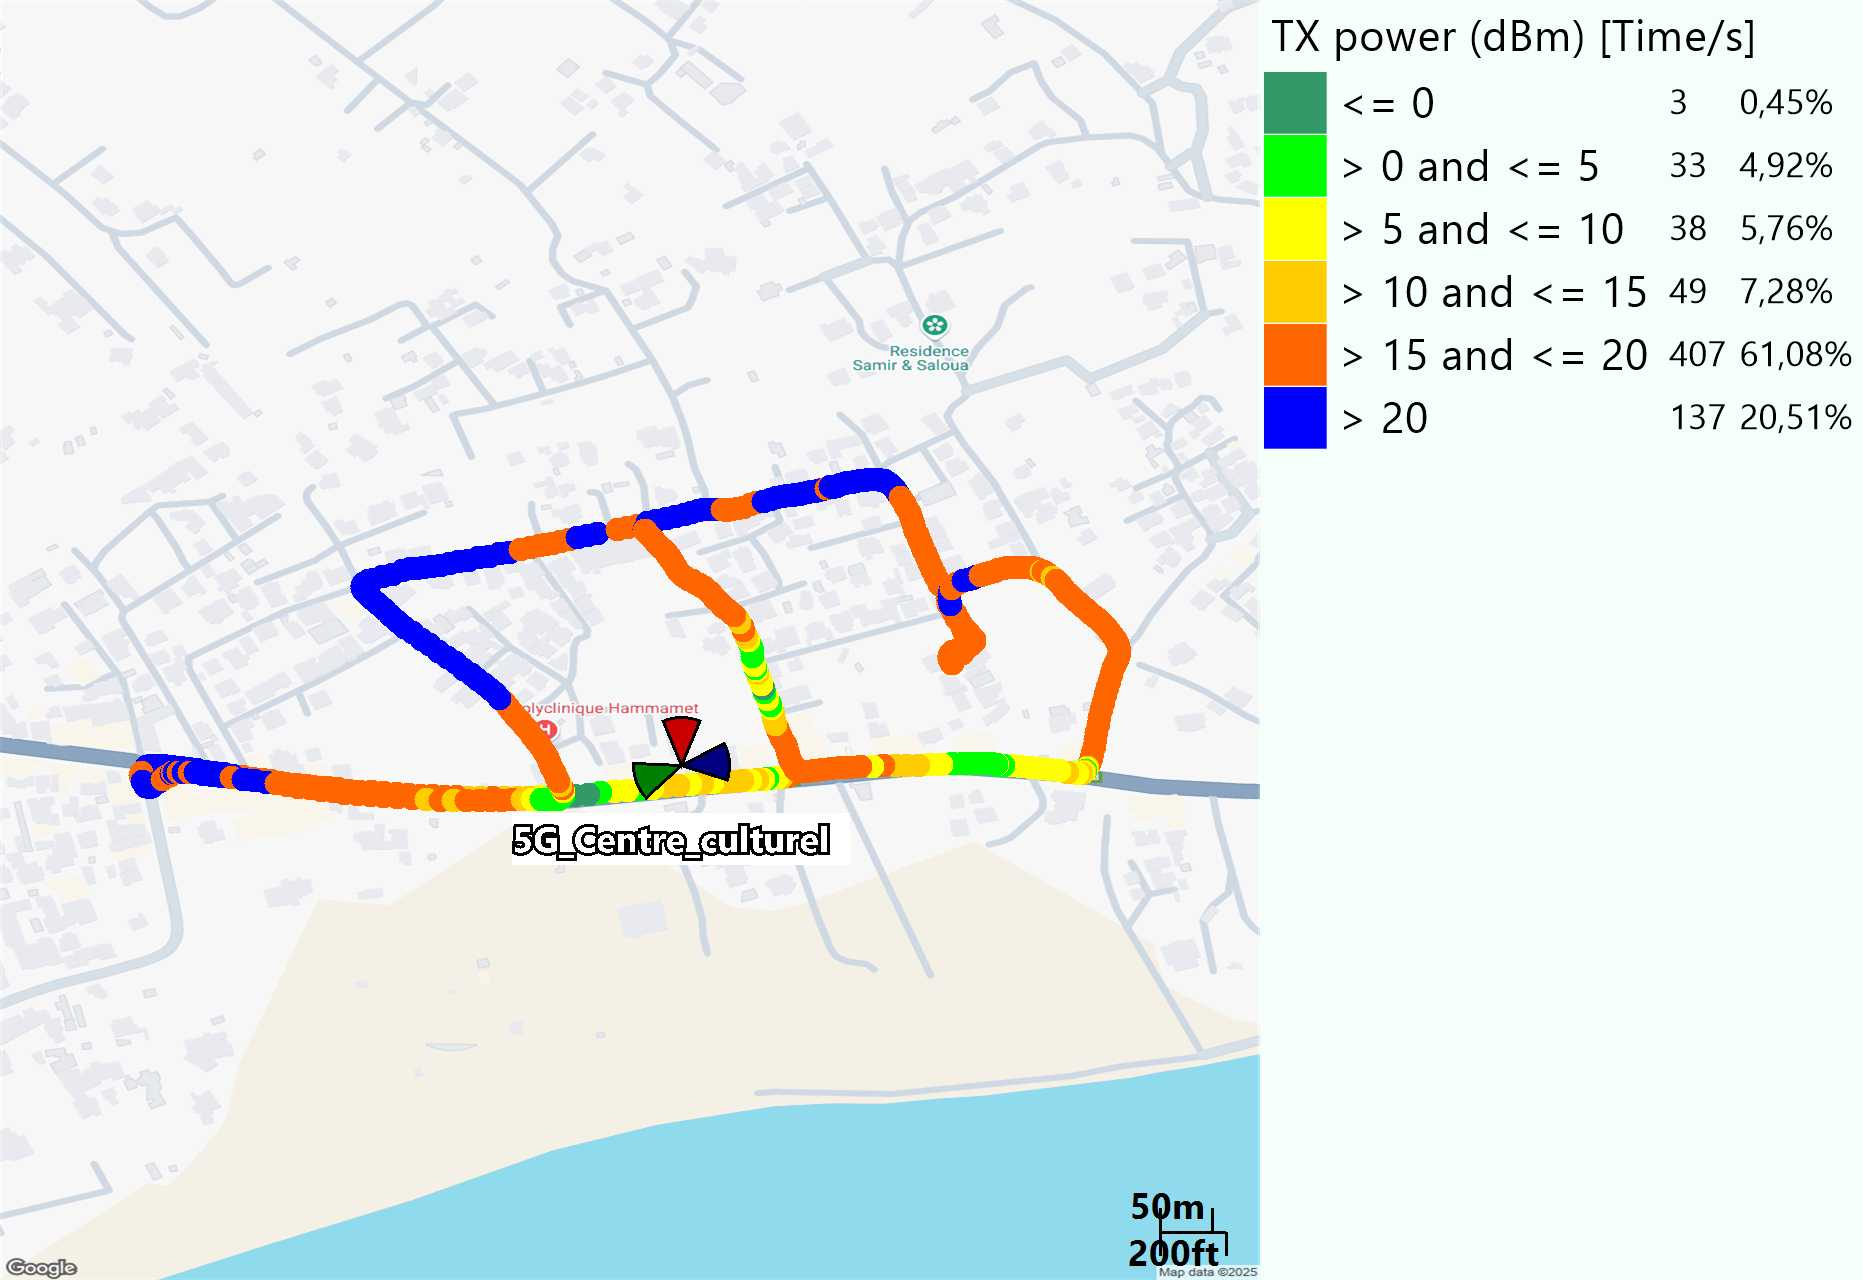 TX power (dBm) [Time/s]
<= 0 3 0,45%
> 0 and <= 5 33 4,92%
> 5 and <= 10 38 5,76%
> 10 and <= 15 49 7,28%
> 15 and <= 20 407 61,08%
> 20 137 20,51%
Residence
Samir & Saloua
olyclinique Hammamet
H
5G_Centre_culturel
50m
200ft
Google
Map data ©2025